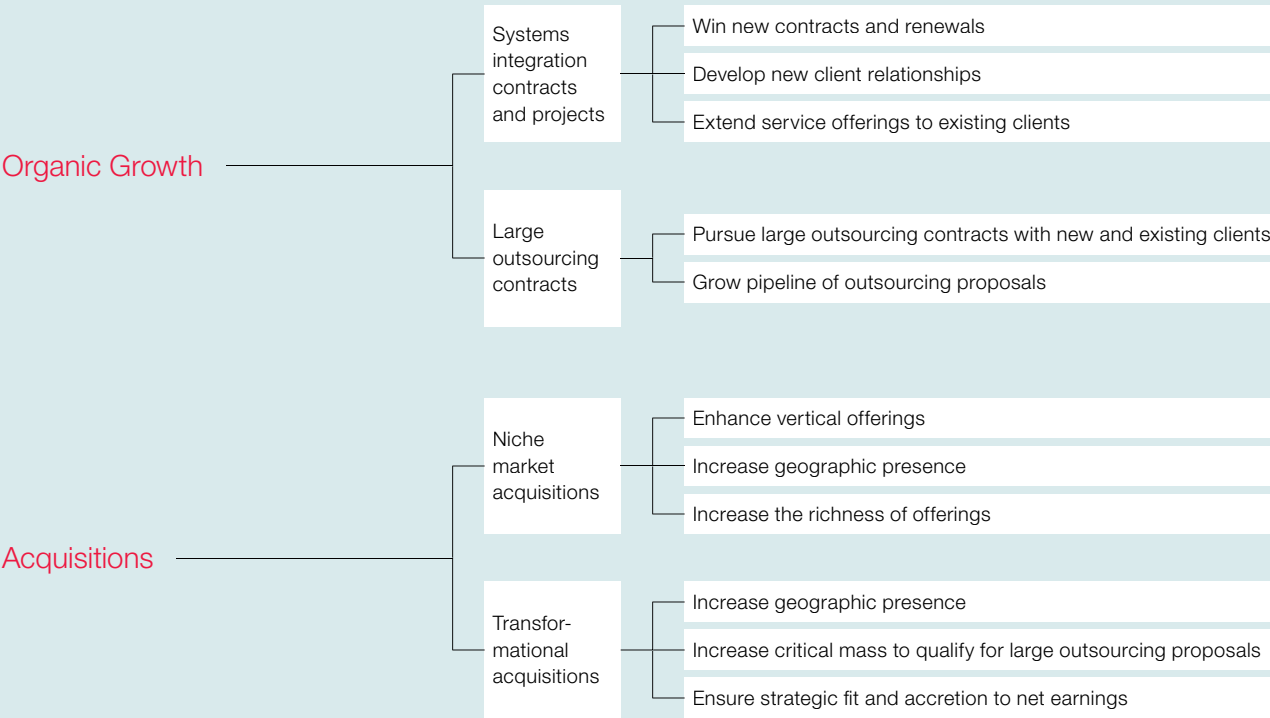 Organic Growth
Systems
integration
contracts
and projects
Win new contracts and renewals
Develop new client relationships
Extend service offerings to existing clients
Large
outsourcing
contracts
Pursue large outsourcing contracts with new and existing clients
Grow pipeline of outsourcing proposals
Acquisitions
Niche
market
acquisitions
Enhance vertical offerings
Increase geographic presence
Increase the richness of offerings
Transfor-
mational
acquisitions
Increase geographic presence
Increase critical mass to qualify for large outsourcing proposals
Ensure strategic fit and accretion to net earnings